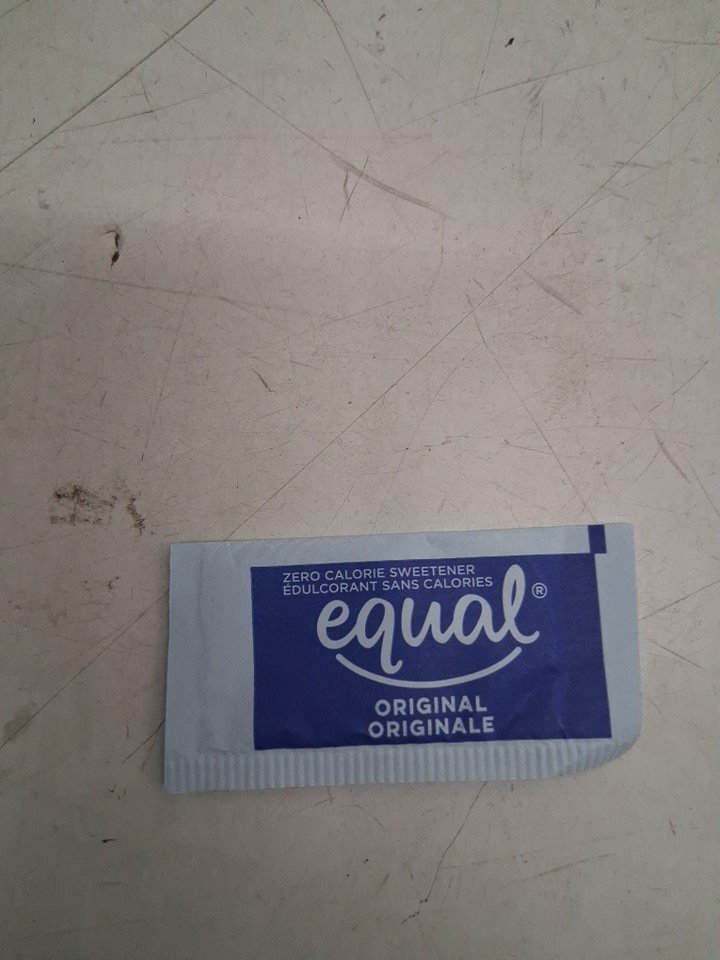 ZERO CALORIE SWEETENER
ÉDULCORANT SANS CALORIES
equal®
ORIGINAL
ORIGINALE